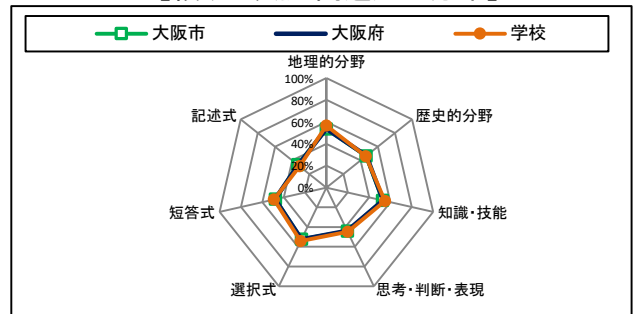 大阪市 大阪府 学校
地理的分野
100%
80%
記述式 歴史的分野
60%
40%
20%
0%
短答式 知識・技能
選択式 思考・判断・表現